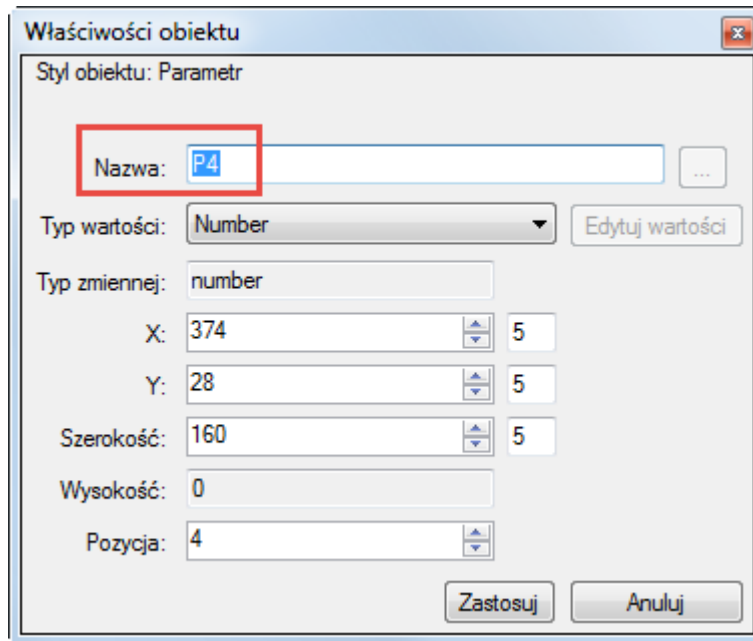 Właściwości obiektu
Styl obiektu: Parametr
Nazwa: P4 ...
Typ wartości: Number Edytuj wartości
Typ zmiennej: number
X: 374 5
Y: 28 5
Szerokość: 160 5
Wysokość: 0
Pozycja: 4
Zastosuj Anuluj